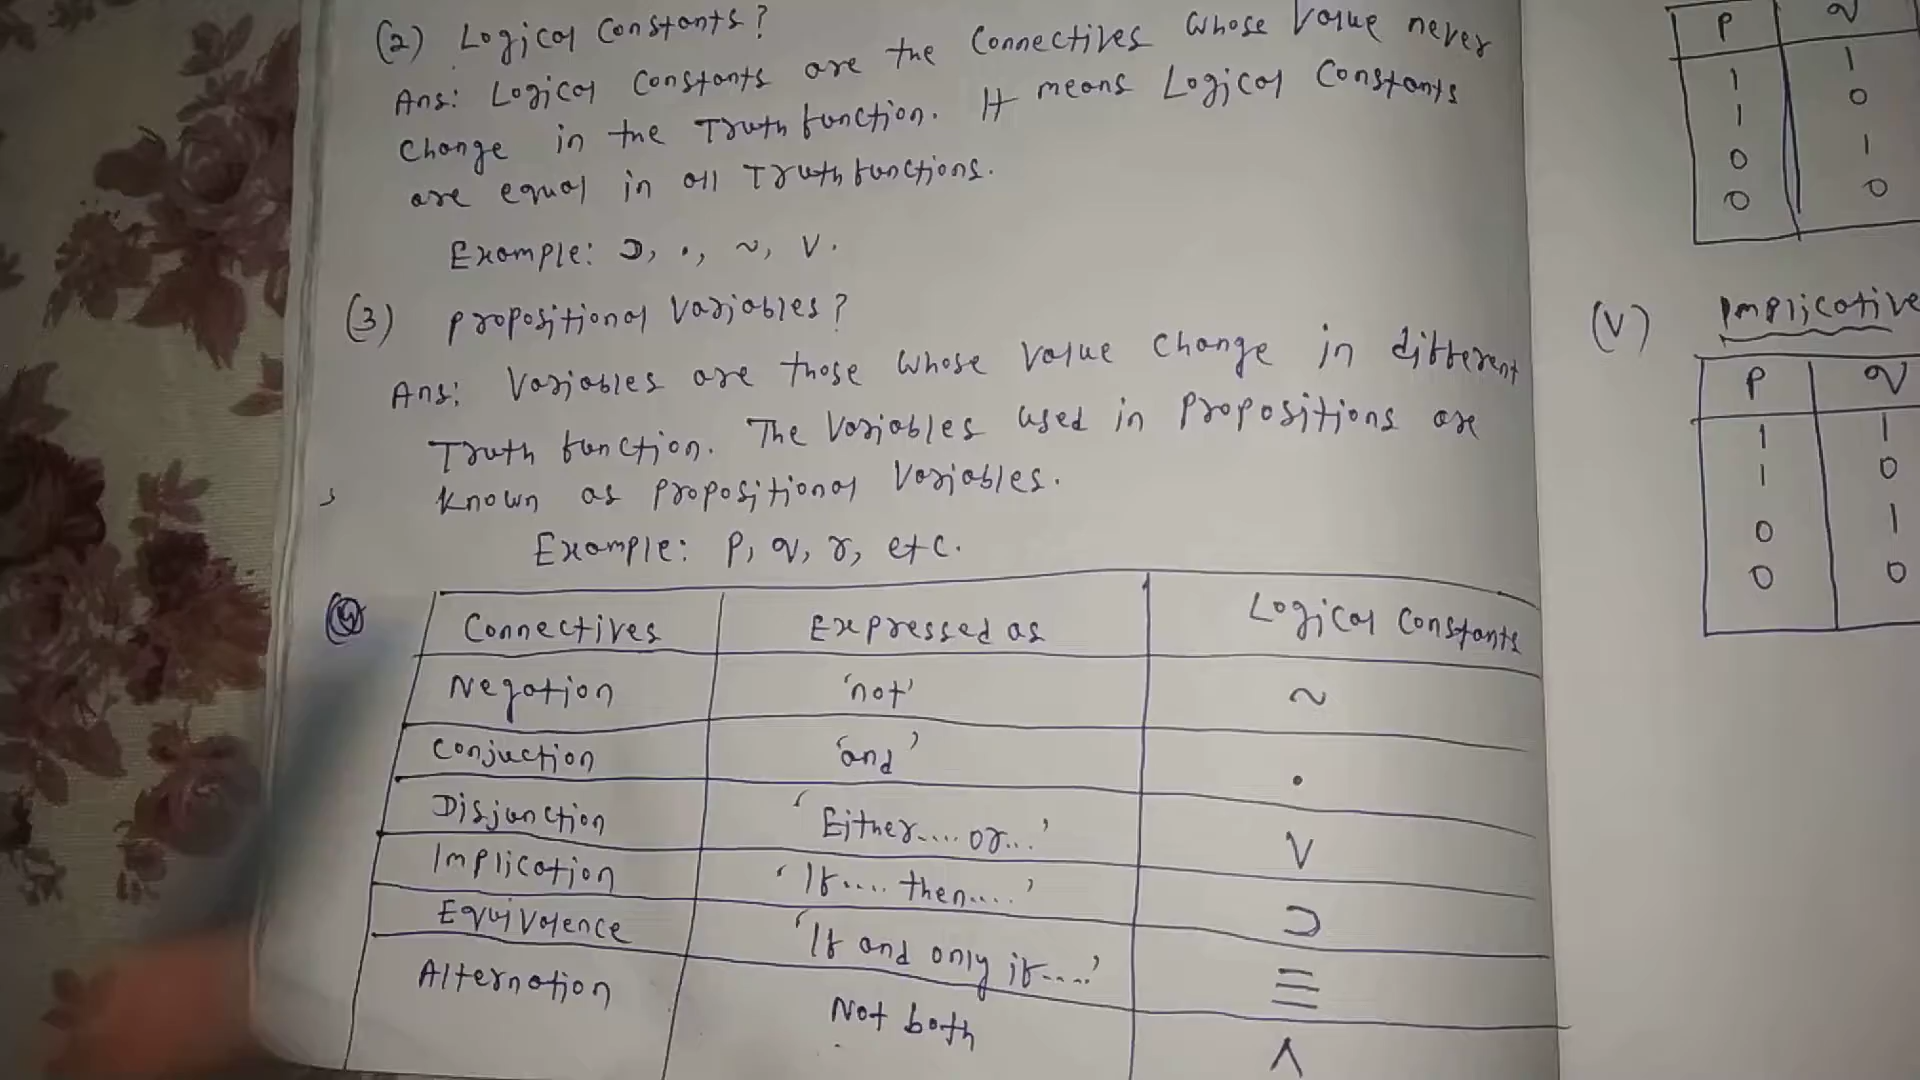 (2) Logical Constants?
Ans: Logical Constants are the Connectives whose Value never
Change in the Truth function. It means Logical Constants
are equal in all Truth functions.
Example: ⊃, ., ~, V.
(3) Propositional Variables?
Ans: Variables are those whose Value Change in different
Truth function. The Variables used in Propositions are
Known as Propositional Variables.
Example: P, q, r, etc.
(4)
Connectives Expressed as Logical Constants
Negation 'not' ~
Conjuction 'and' .
Disjunction 'Either.... or...' V
Implication 'If.... then....' ⊃
Equivalence 'If and only if....' ≡
Alternation Not both ∧
P q
1 1
1 0
0 1
0 0
(V) Implicative
P q
1 1
1 0
0 1
0 0